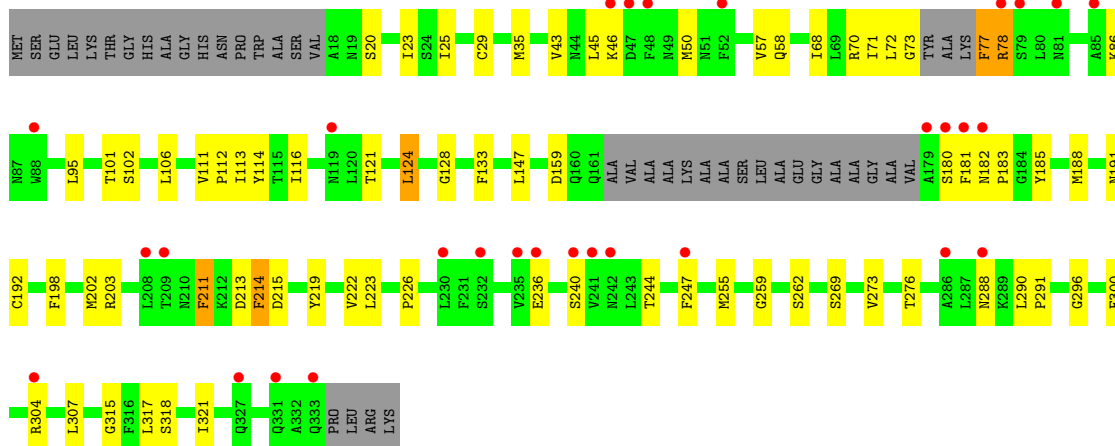 MET SER GLU LEU LYS THR GLY HIS ALA GLY HIS ASN PRO TRP ALA SER VAL A18 N19 S20 I23 S24 I25 C29 M35 V43 N44 L45 K46 D47 F48 N49 M50 N51 F52 V57 Q58 I68 L69 R70 I71 L72 G73 TYR ALA LYS F77 R78 S79 L80 N81 A85 K86
N87 W88 L95 T101 S102 L106 V111 P112 I113 Y114 T115 I116 N119 L120 T121 L124 G128 F133 L147 D159 Q160 Q161 ALA VAL ALA ALA ALA LYS ALA ALA SER LEU ALA GLU GLY ALA ALA GLY ALA VAL A179 S180 F181 N182 P183 G184 Y185 M188 N191
C192 F198 M202 R203 L208 T209 N210 F211 K212 D213 F214 D215 Y219 V222 L223 P226 L230 F231 S232 V235 E236 S240 V241 N242 L243 T244 F247 M255 G259 S262 S269 V273 T276 A286 L287 N288 K289 L290 P291 G296
R304 L307 G315 F316 L317 S318 I321 Q327 Q331 A332 Q333 PRO LEU ARG LYS